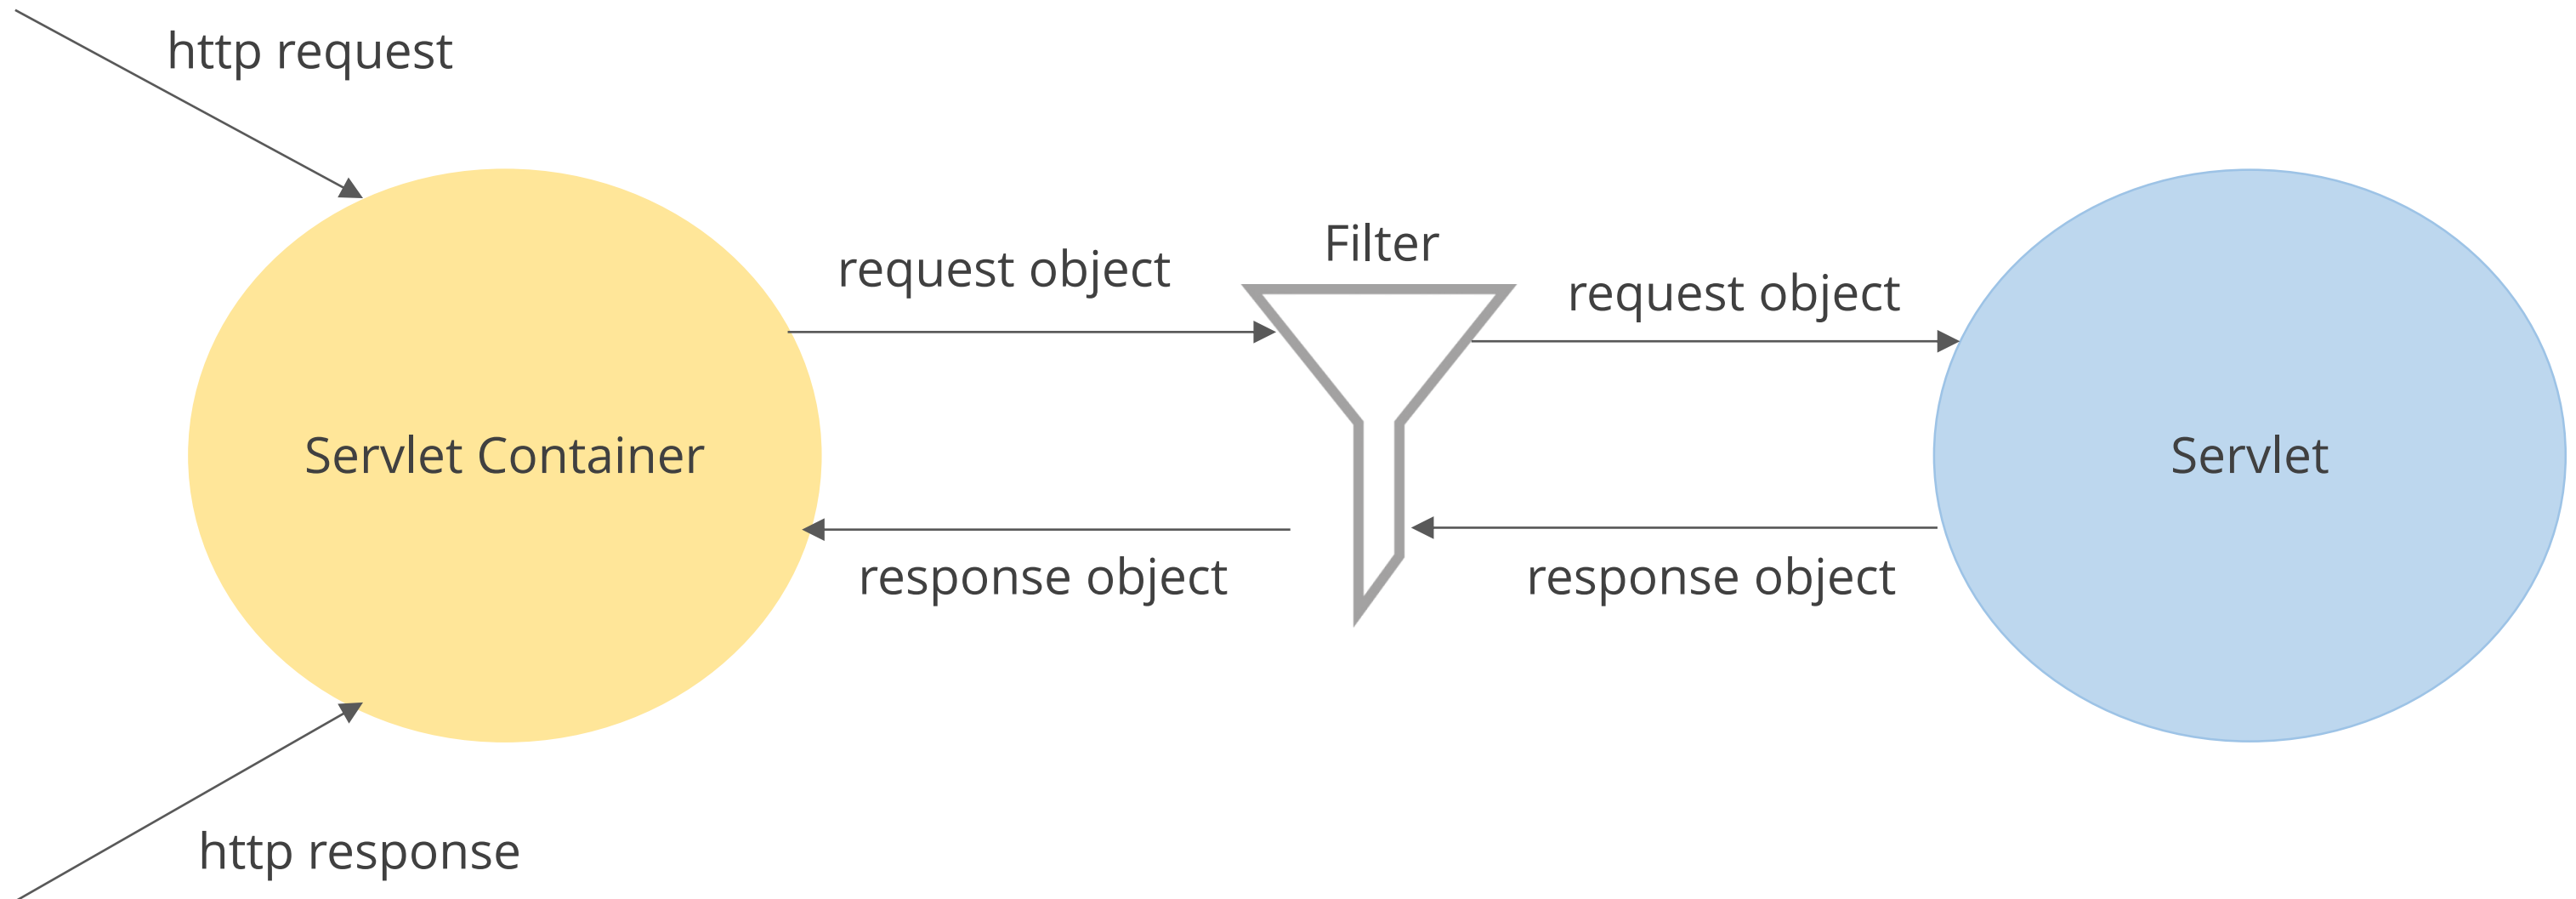 http request
Filter
request object
request object
Servlet Container
Servlet
response object
response object
http response